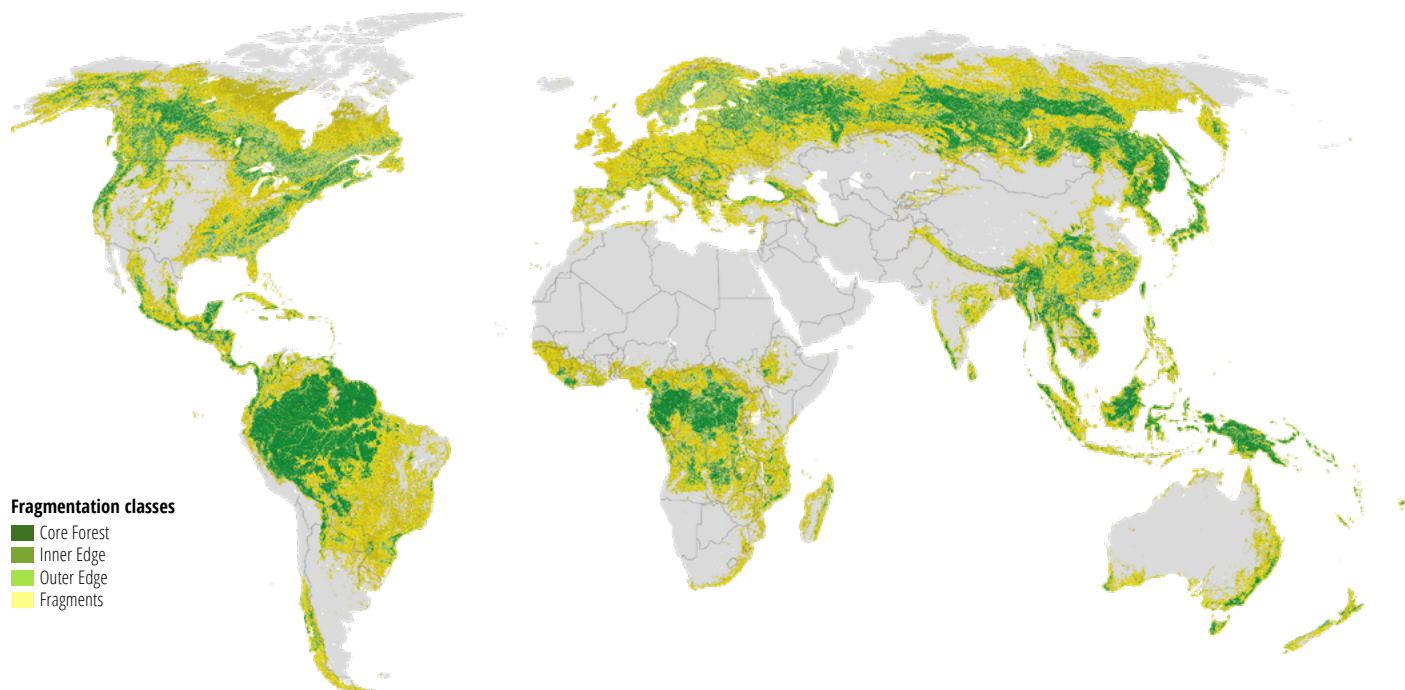 Fragmentation classes
Core Forest
Inner Edge
Outer Edge
Fragments